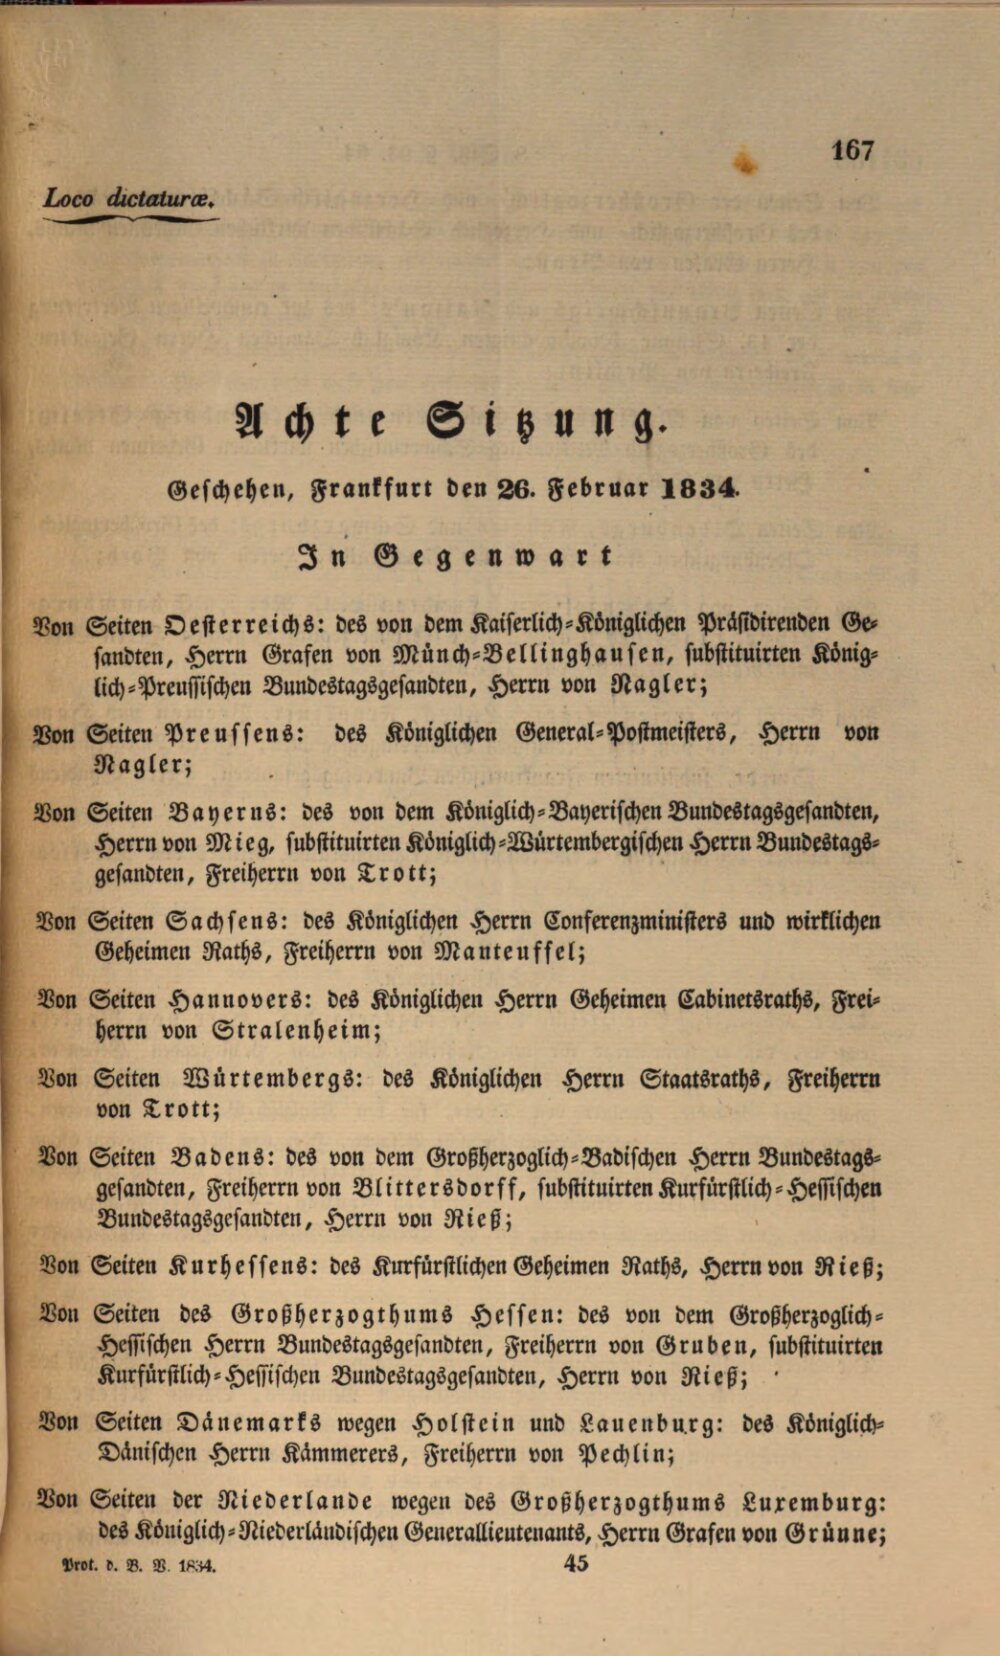 167
Loco dictaturæ.
Achte Sitzung.
Geschehen, Frankfurt den 26. Februar 1834.
In Gegenwart
Von Seiten Oesterreichs: des von dem Kaiserlich-Königlichen Präsidirenden Ge-
sandten, Herrn Grafen von Münch-Bellinghausen, substituirten König-
lich-Preussischen Bundestagsgesandten, Herrn von Nagler;
Von Seiten Preussens: des Königlichen General-Postmeisters, Herrn von
Nagler;
Von Seiten Bayerns: des von dem Königlich-Bayerischen Bundestagsgesandten,
Herrn von Mieg, substituirten Königlich-Würtembergischen Herrn Bundestags-
gesandten, Freiherrn von Trott;
Von Seiten Sachsens: des Königlichen Herrn Conferenzministers und wirklichen
Geheimen Raths, Freiherrn von Manteuffel;
Von Seiten Hannovers: des Königlichen Herrn Geheimen Cabinetsraths, Frei-
herrn von Stralenheim;
Von Seiten Würtembergs: des Königlichen Herrn Staatsraths, Freiherrn
von Trott;
Von Seiten Badens: des von dem Großherzoglich-Badischen Herrn Bundestags-
gesandten, Freiherrn von Blittersdorff, substituirten Kurfürstlich-Hessischen
Bundestagsgesandten, Herrn von Rieß;
Von Seiten Kurhessens: des Kurfürstlichen Geheimen Raths, Herrn von Rieß;
Von Seiten des Großherzogthums Hessen: des von dem Großherzoglich-
Hessischen Herrn Bundestagsgesandten, Freiherrn von Gruben, substituirten
Kurfürstlich-Hessischen Bundestagsgesandten, Herrn von Rieß;
Von Seiten Dänemarks wegen Holstein und Lauenburg: des Königlich-
Dänischen Herrn Kämmerers, Freiherrn von Pechlin;
Von Seiten der Niederlande wegen des Großherzogthums Luxemburg:
des Königlich-Niederländischen Generallieutenants, Herrn Grafen von Grünne;
Prot. d. B. V. 1834.
45